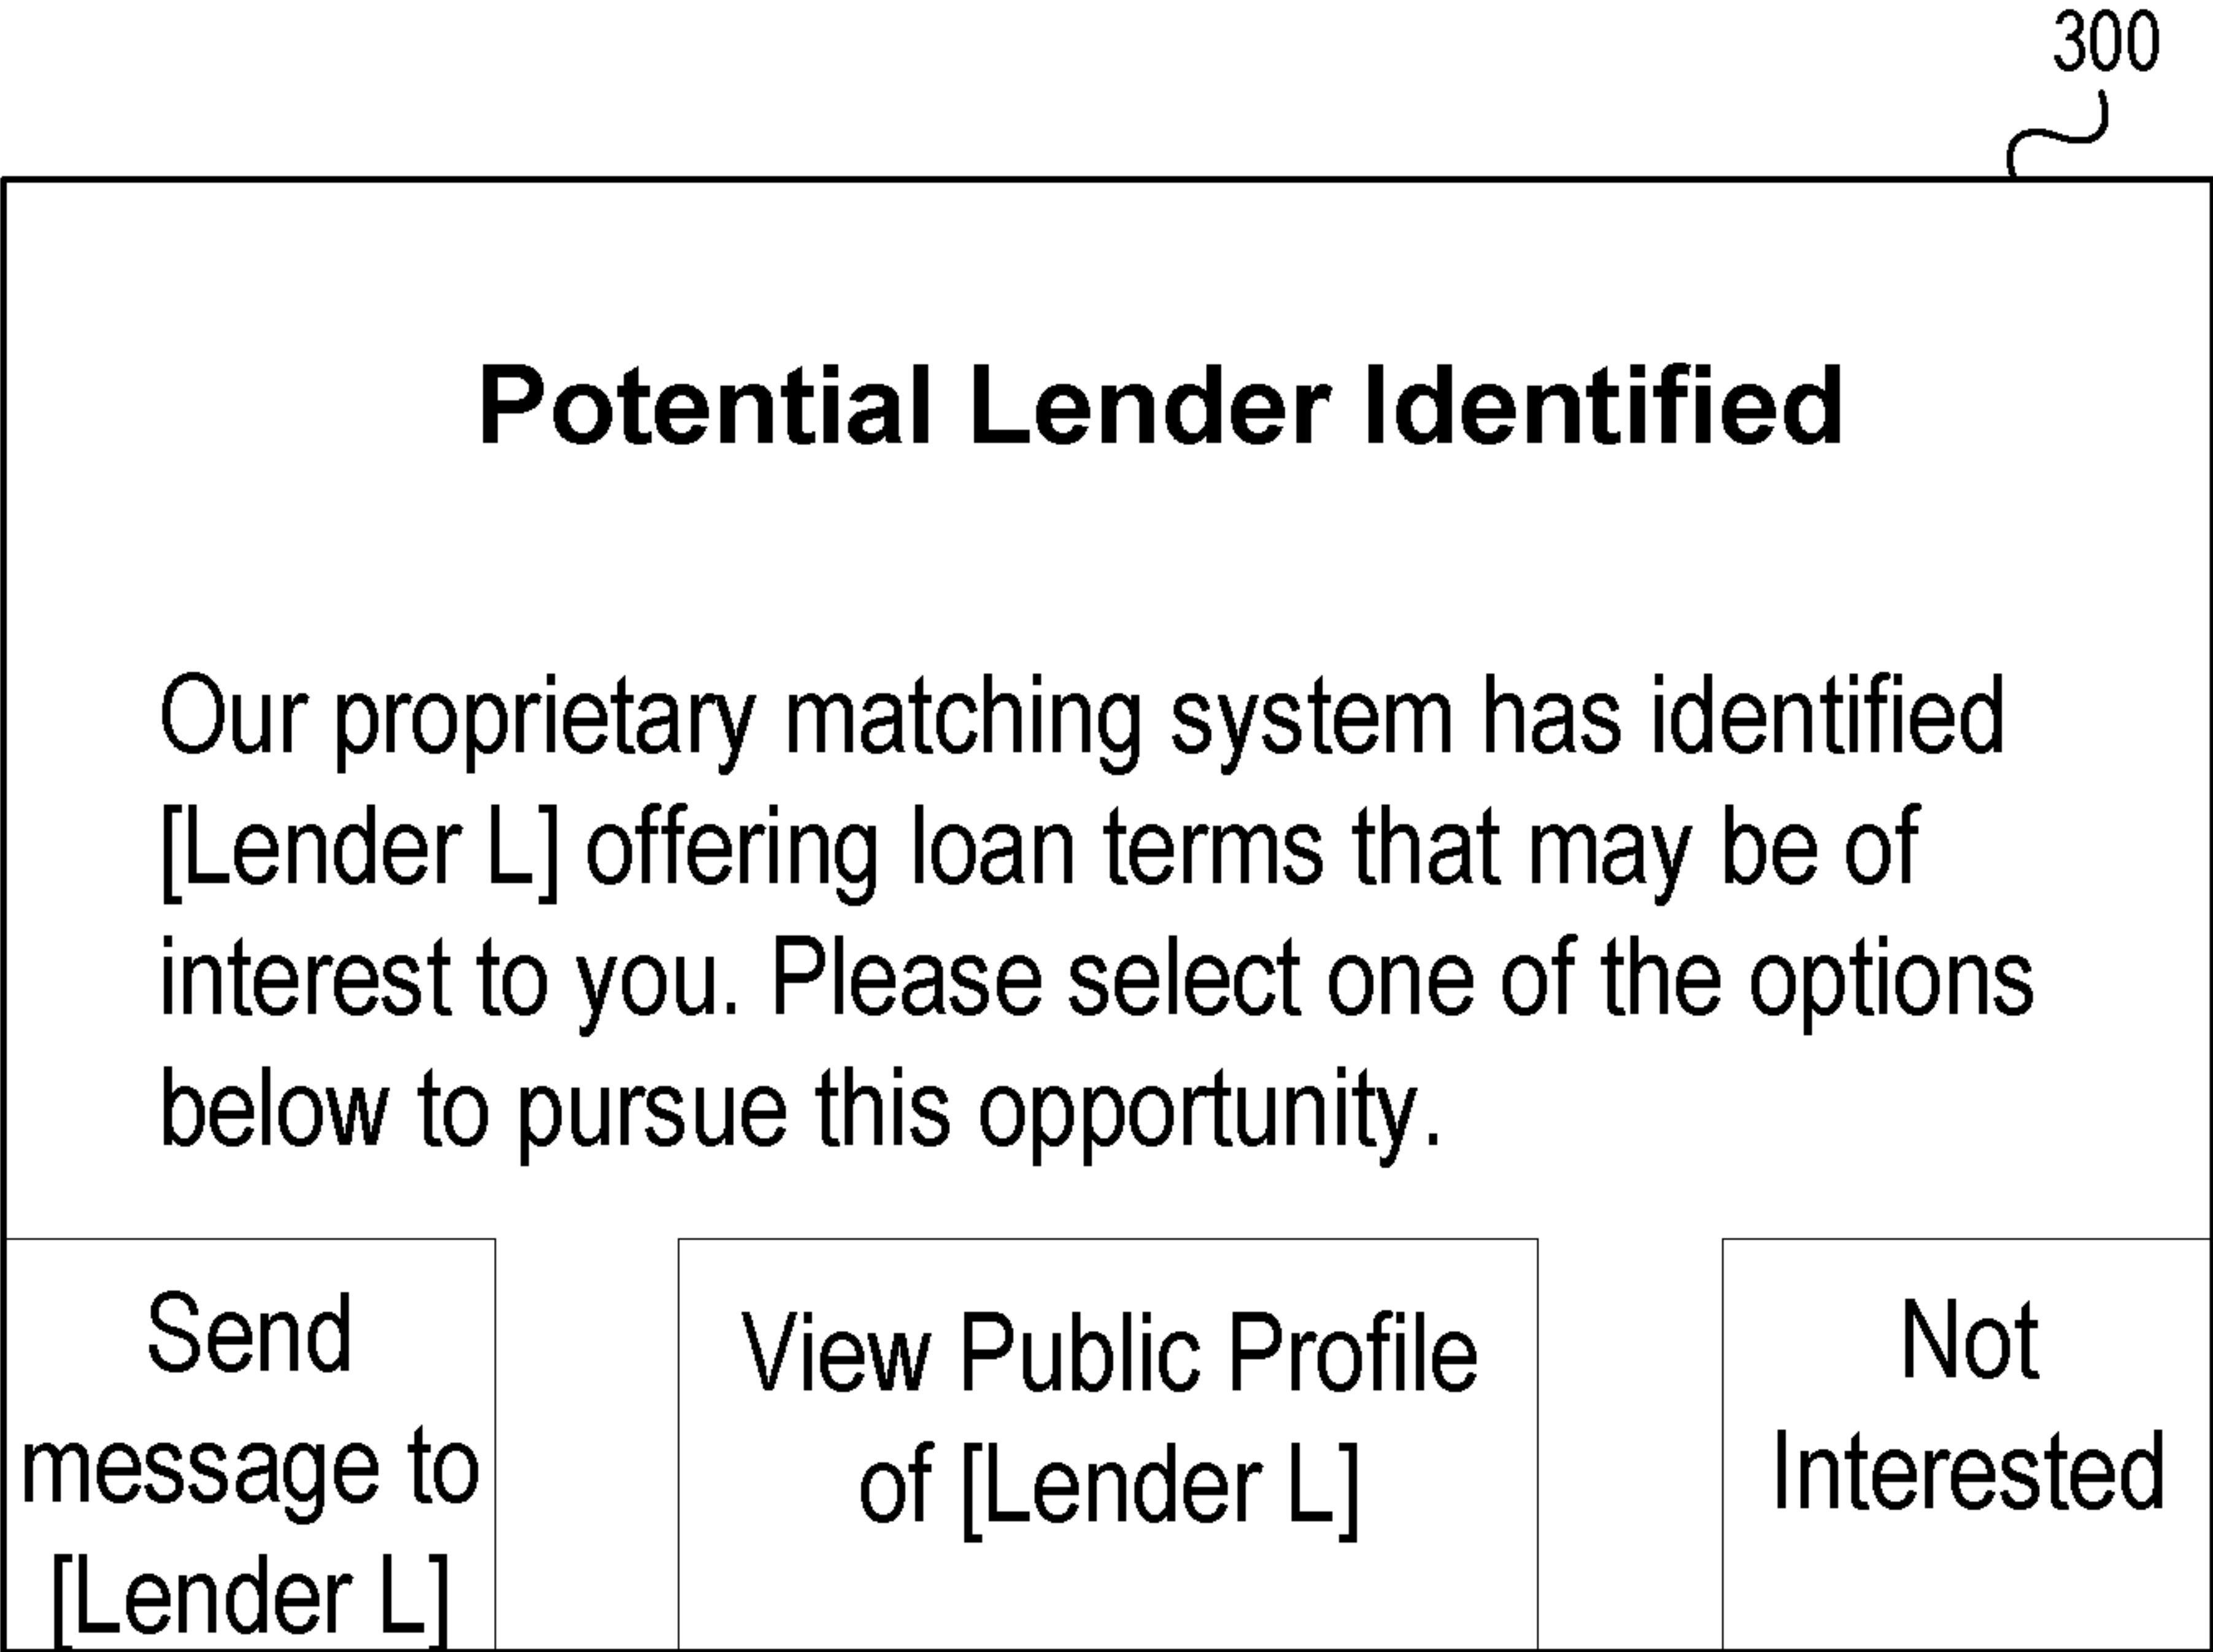 300
Potential Lender Identified
Our proprietary matching system has identified
[Lender L] offering loan terms that may be of
interest to you. Please select one of the options
below to pursue this opportunity.
Send
message to
[Lender L]
View Public Profile
of [Lender L]
Not
Interested